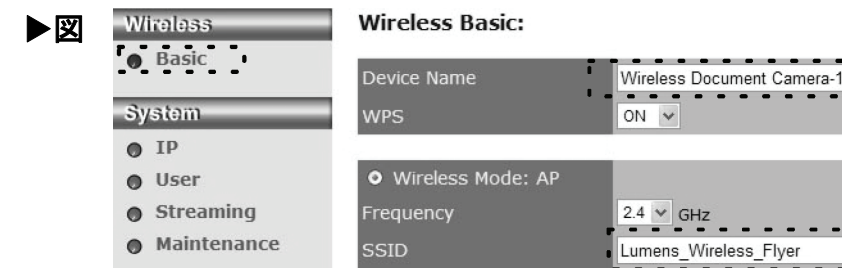 ▶図
Wireless
Basic
System
IP
User
Streaming
Maintenance
Wireless Basic:
Device Name Wireless Document Camera-1
WPS ON
Wireless Mode: AP
Frequency 2.4 GHz
SSID Lumens_Wireless_Flyer